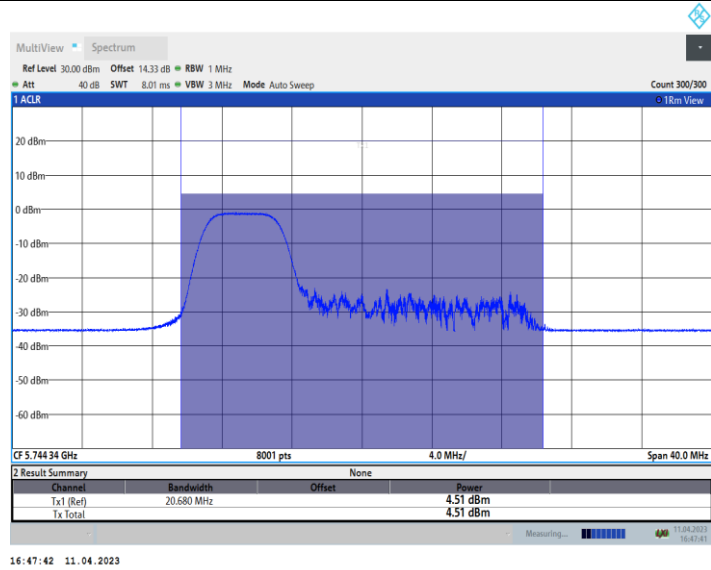 MultiView Spectrum
Ref Level 30.00 dBm Offset 14.33 dB RBW 1 MHz
Att 40 dB SWT 8.01 ms VBW 3 MHz Mode Auto Sweep Count 300/300
1 ACLR 1Rm View
20 dBm
10 dBm
0 dBm
-10 dBm
-20 dBm
-30 dBm
-40 dBm
-50 dBm
-60 dBm
CF 5.744 34 GHz 8001 pts 4.0 MHz/ Span 40.0 MHz
2 Result Summary None
Channel Bandwidth Offset Power
Tx1 (Ref) 20.680 MHz 4.51 dBm
Tx Total 4.51 dBm
Measuring... 11.04.2023
16:47:41
16:47:42 11.04.2023